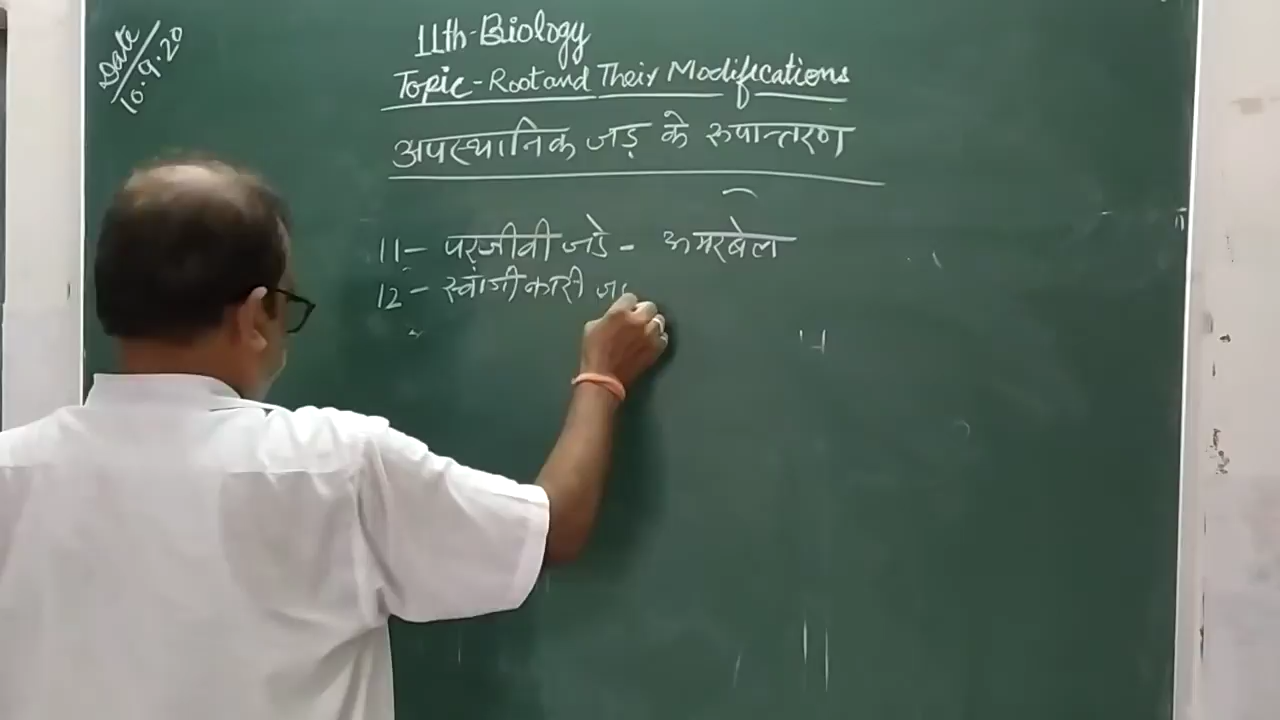 Date
10.9.20
11th-Biology
Topic-Root and Their Modifications
अपस्थानिक जड़ के रूपान्तरण
11- परजीवी जड़े - अमरबेल
12- स्वांजीकारी